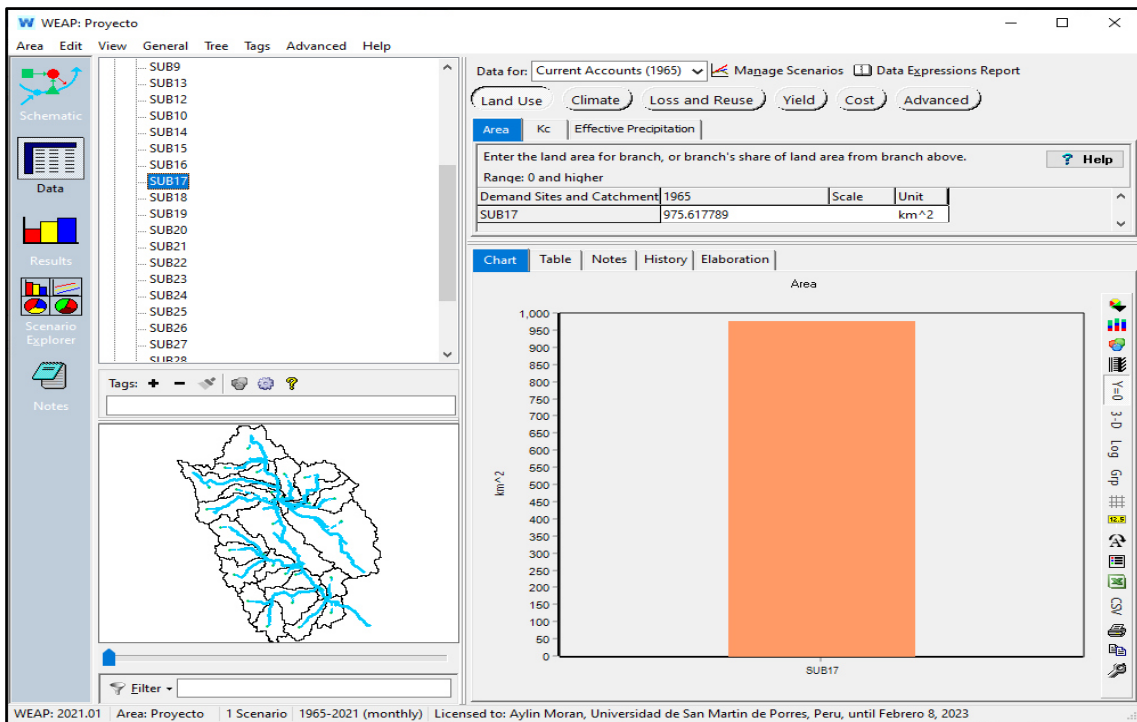 WEAP: Proyecto
Area Edit View General Tree Tags Advanced Help
Schematic
Data
Results
Scenario
Explorer
Notes
SUB9
SUB13
SUB12
SUB10
SUB14
SUB15
SUB16
SUB17
SUB18
SUB19
SUB20
SUB21
SUB22
SUB23
SUB24
SUB25
SUB26
SUB27
SUB28
Tags:
Filter
Data for: Current Accounts (1965) Manage Scenarios Data Expressions Report
Land Use Climate Loss and Reuse Yield Cost Advanced
Area Kc Effective Precipitation
Enter the land area for branch, or branch's share of land area from branch above. ? Help
Range: 0 and higher
Demand Sites and Catchment 1965 Scale Unit
SUB17 975.617789 km^2
Chart Table Notes History Elaboration
Area
1,000
950
900
850
800
750
700
650
600
550
500
450
400
350
300
250
200
150
100
50
0
km^2
SUB17
Y=0
3-D
Log
Grp
12.5
CSV
WEAP: 2021.01 Area: Proyecto 1 Scenario 1965-2021 (monthly) Licensed to: Aylin Moran, Universidad de San Martin de Porres, Peru, until Febrero 8, 2023